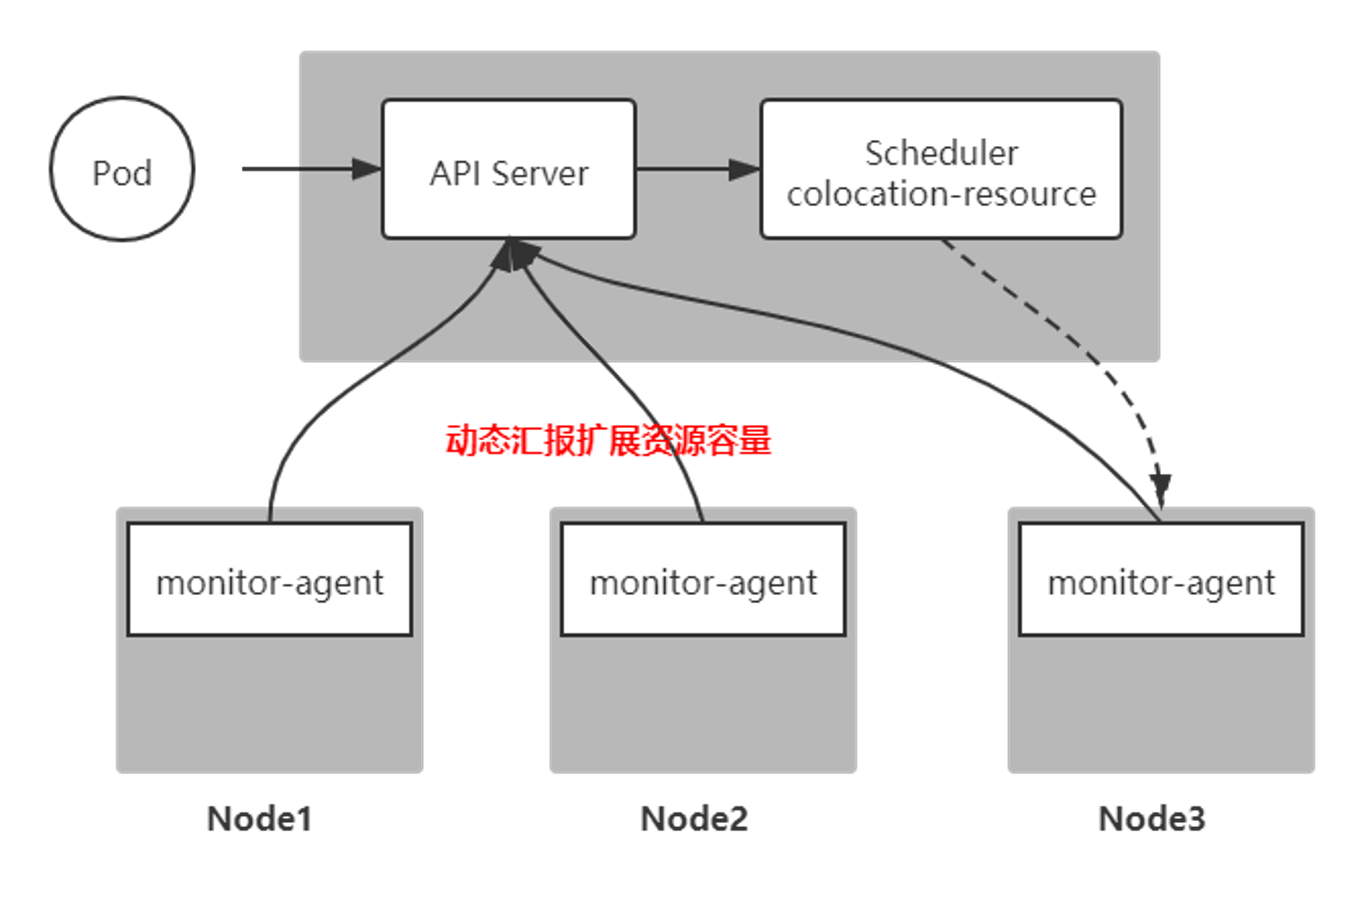 Pod
API Server
Scheduler
colocation-resource
动态汇报扩展资源容量
monitor-agent
monitor-agent
monitor-agent
Node1
Node2
Node3